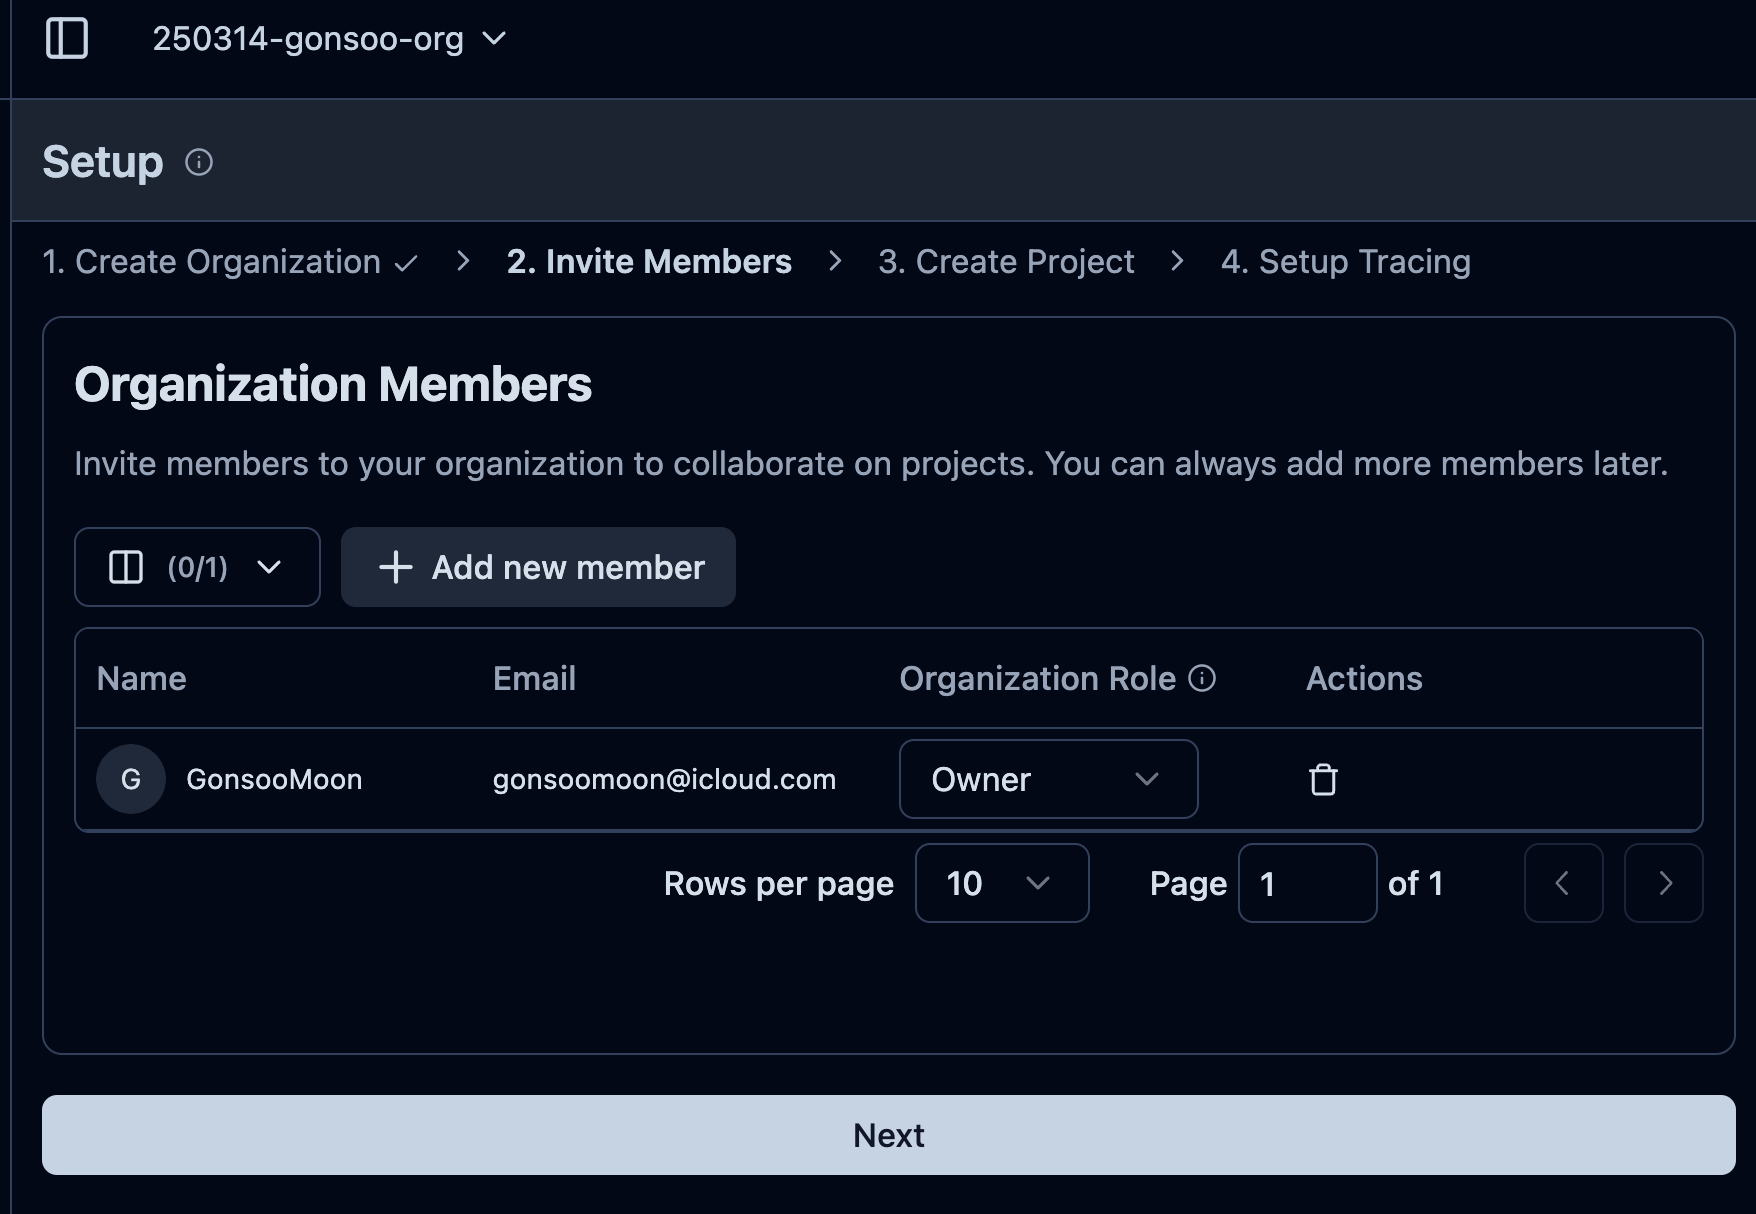 250314-gonsoo-org
Setup
1. Create Organization
2. Invite Members
3. Create Project
4. Setup Tracing
Organization Members
Invite members to your organization to collaborate on projects. You can always add more members later.
(0/1)
Add new member
Name Email Organization Role Actions
G GonsooMoon gonsoomoon@icloud.com Owner
Rows per page 10 Page 1 of 1
Next